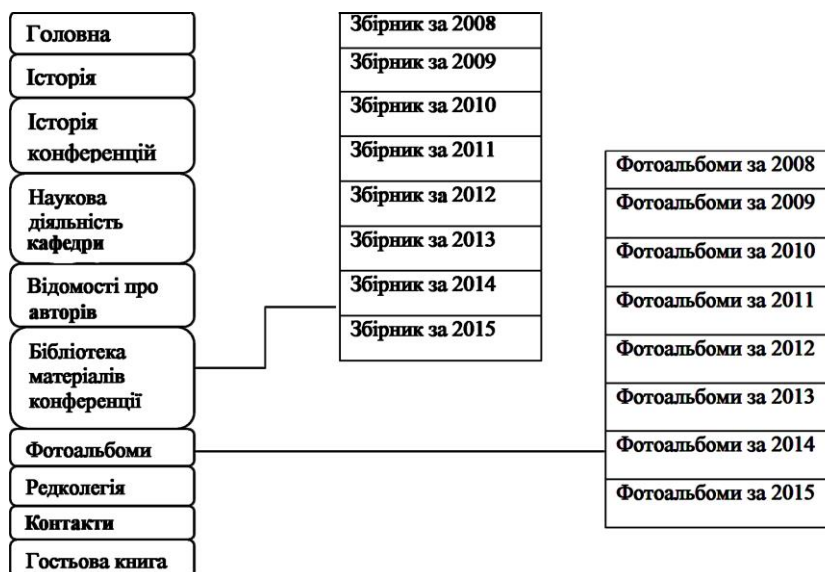 Головна
Історія
Історія
конференцій
Наукова
діяльність
кафедри
Відомості про
авторів
Бібліотека
матеріалів
конференції
Фотоальбоми
Редколегія
Контакти
Гостьова книга
Збірник за 2008
Збірник за 2009
Збірник за 2010
Збірник за 2011
Збірник за 2012
Збірник за 2013
Збірник за 2014
Збірник за 2015
Фотоальбоми за 2008
Фотоальбоми за 2009
Фотоальбоми за 2010
Фотоальбоми за 2011
Фотоальбоми за 2012
Фотоальбоми за 2013
Фотоальбоми за 2014
Фотоальбоми за 2015